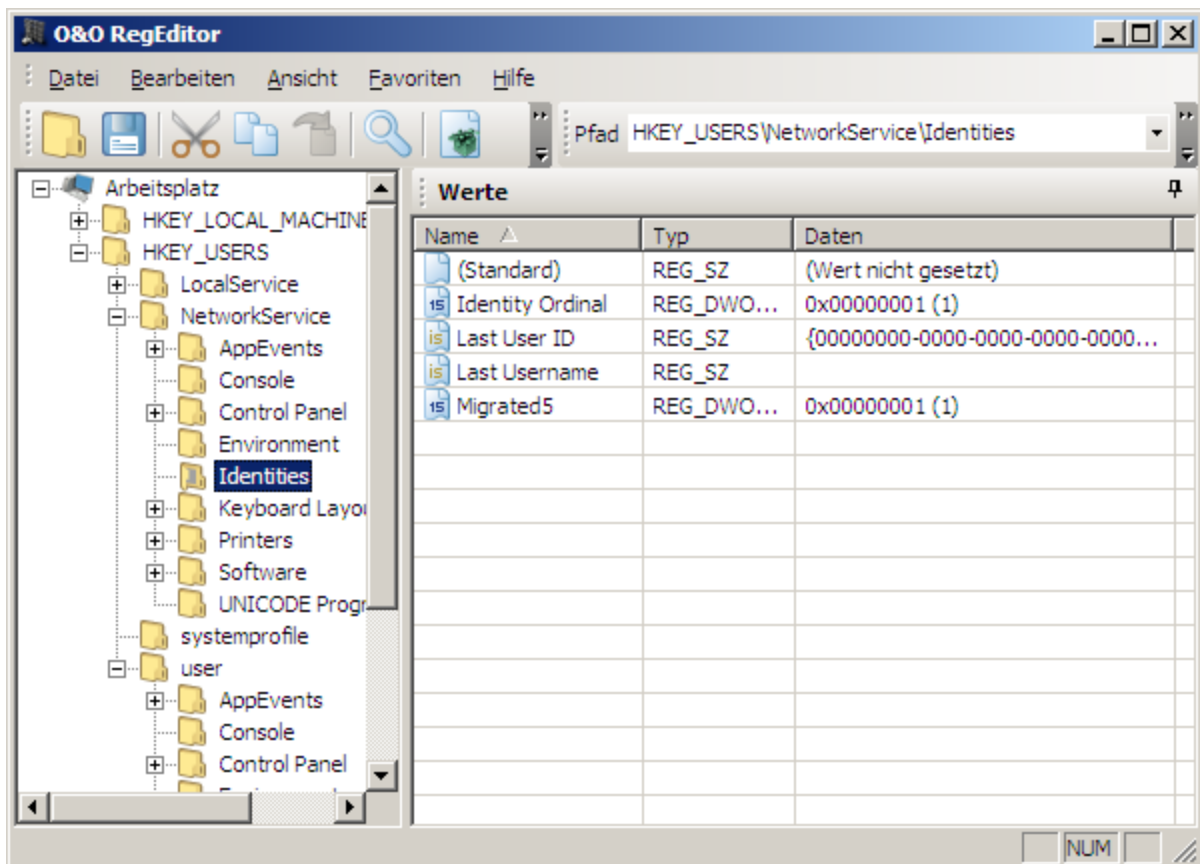 O&O RegEditor
Datei Bearbeiten Ansicht Favoriten Hilfe
Pfad HKEY_USERS\NetworkService\Identities
Arbeitsplatz
HKEY_LOCAL_MACHINE
HKEY_USERS
LocalService
NetworkService
AppEvents
Console
Control Panel
Environment
Identities
Keyboard Layou
Printers
Software
UNICODE Progr
systemprofile
user
AppEvents
Console
Control Panel
Werte
Name Typ Daten
(Standard) REG_SZ (Wert nicht gesetzt)
Identity Ordinal REG_DWO... 0x00000001 (1)
Last User ID REG_SZ {00000000-0000-0000-0000-0000...
Last Username REG_SZ
Migrated5 REG_DWO... 0x00000001 (1)
NUM